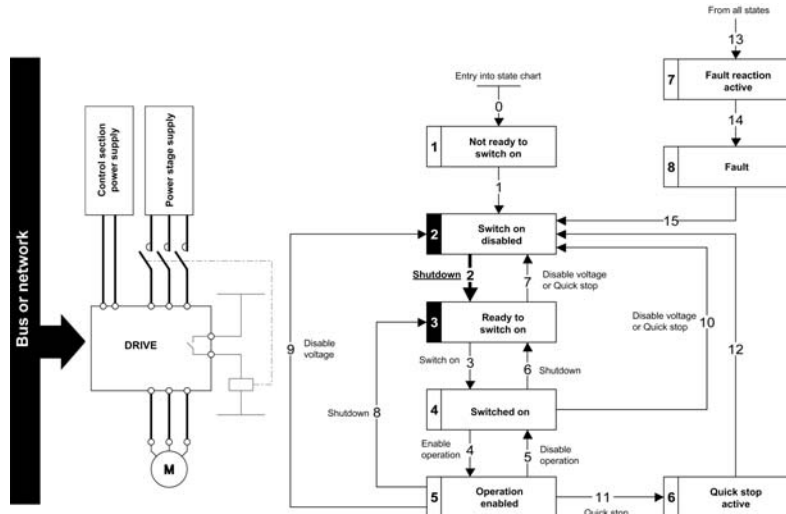 From all states
13
7
Fault reaction
active
14
8
Fault
15
Entry into state chart
0
1
Not ready to
switch on
1
2
Switch on
disabled
Shutdown 2
7
Disable voltage
or Quick stop
3
Ready to
switch on
Switch on
3
6
Shutdown
4
Switched on
Enable
operation
4
5
Disable
operation
5
Operation
enabled
11
Quick stop
6
Quick stop
active
Disable voltage
or Quick stop
10
12
9
Disable
voltage
Shutdown
8
Bus or network
Control section
power supply
Power stage supply
DRIVE
M